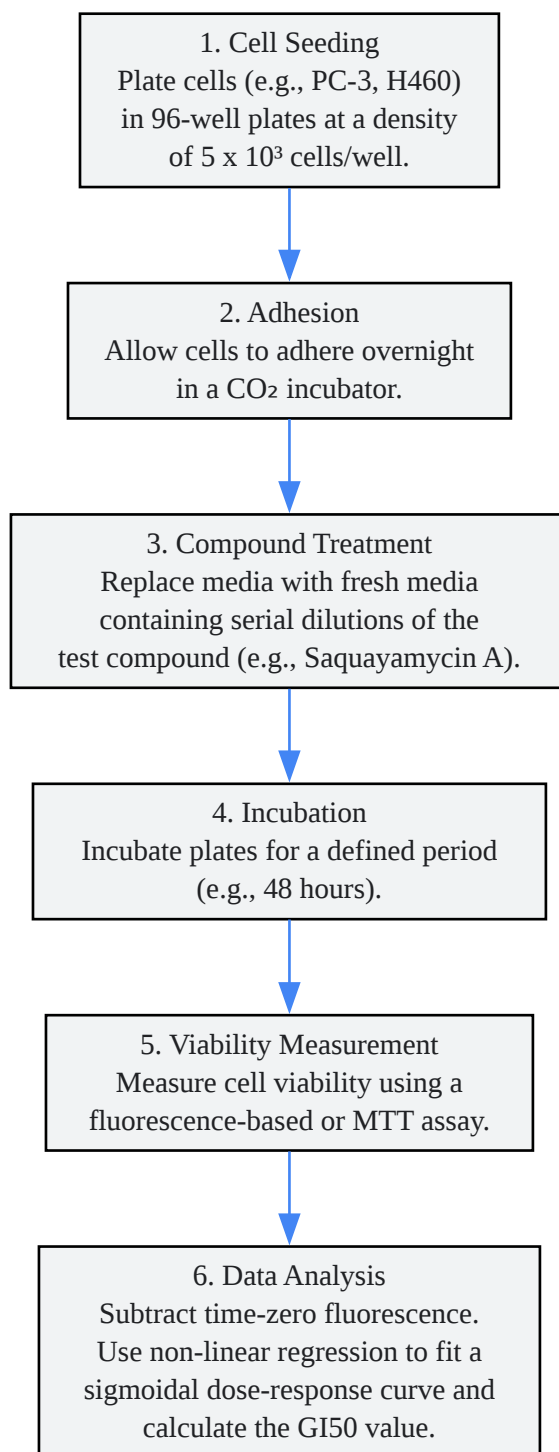 1. Cell Seeding
Plate cells (e.g., PC-3, H460)
in 96-well plates at a density
of 5 x 10³ cells/well.
2. Adhesion
Allow cells to adhere overnight
in a CO₂ incubator.
3. Compound Treatment
Replace media with fresh media
containing serial dilutions of the
test compound (e.g., Saquayamycin A).
4. Incubation
Incubate plates for a defined period
(e.g., 48 hours).
5. Viability Measurement
Measure cell viability using a
fluorescence-based or MTT assay.
6. Data Analysis
Subtract time-zero fluorescence.
Use non-linear regression to fit a
sigmoidal dose-response curve and
calculate the GI50 value.